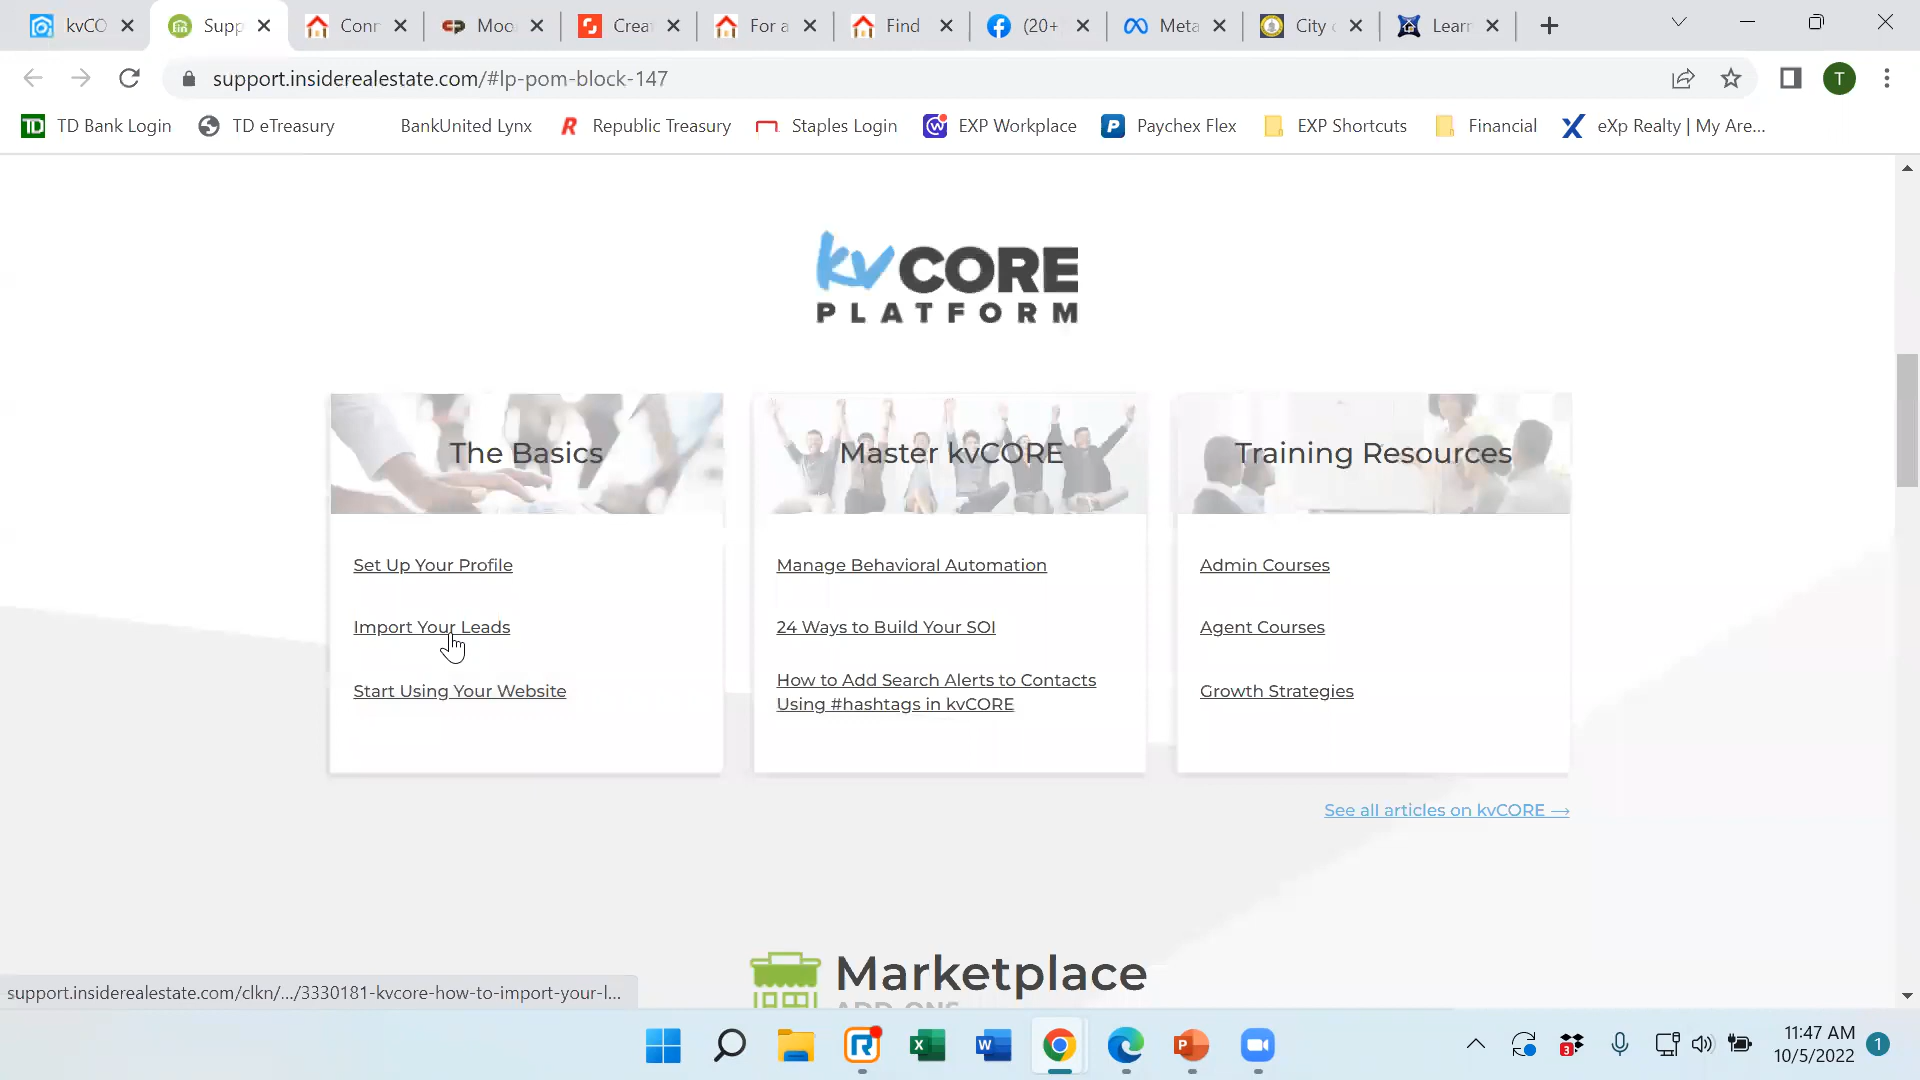 kvCO
Supp
Conr
Moo
Crea
For a
Find
(20+
Meta
City
Learn
support.insiderealestate.com/#lp-pom-block-147
T
TD Bank Login
TD eTreasury
BankUnited Lynx
Republic Treasury
Staples Login
EXP Workplace
Paychex Flex
EXP Shortcuts
Financial
eXp Realty | My Are...
kvCORE
PLATFORM
The Basics
Set Up Your Profile
Import Your Leads
Start Using Your Website
Master kvCORE
Manage Behavioral Automation
24 Ways to Build Your SOI
How to Add Search Alerts to Contacts
Using #hashtags in kvCORE
Training Resources
Admin Courses
Agent Courses
Growth Strategies
See all articles on kvCORE →
Marketplace
support.insiderealestate.com/clkn/.../3330181-kvcore-how-to-import-your-l...
3
11:47 AM
10/5/2022
1